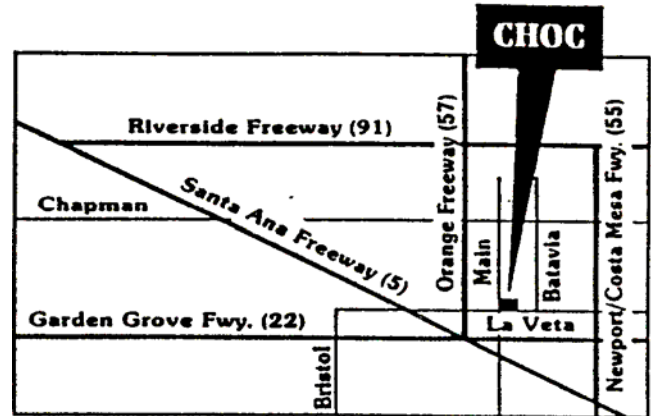 CHOC
Riverside Freeway (91)
Orange Freeway (57)
Newport/Costa Mesa Fwy. (55)
Chapman
Santa Ana Freeway (5)
Main
Batavia
Garden Grove Fwy. (22)
La Veta
Bristol